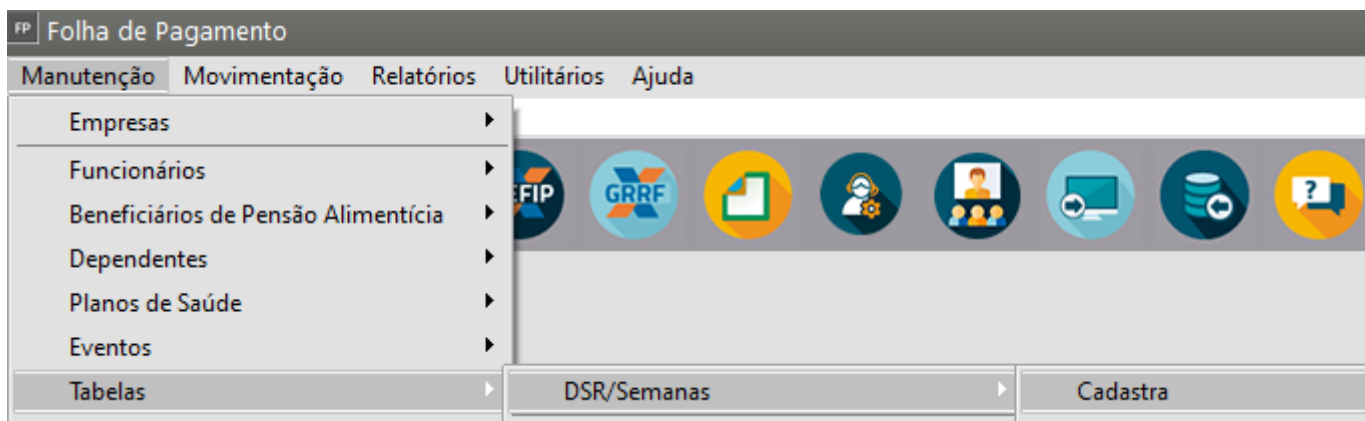 FP Folha de Pagamento
Manutenção Movimentação Relatórios Utilitários Ajuda
Empresas
Funcionários
EFIP GRRF ?
Beneficiários de Pensão Alimentícia
Dependentes
Planos de Saúde
Eventos
Tabelas DSR/Semanas Cadastra